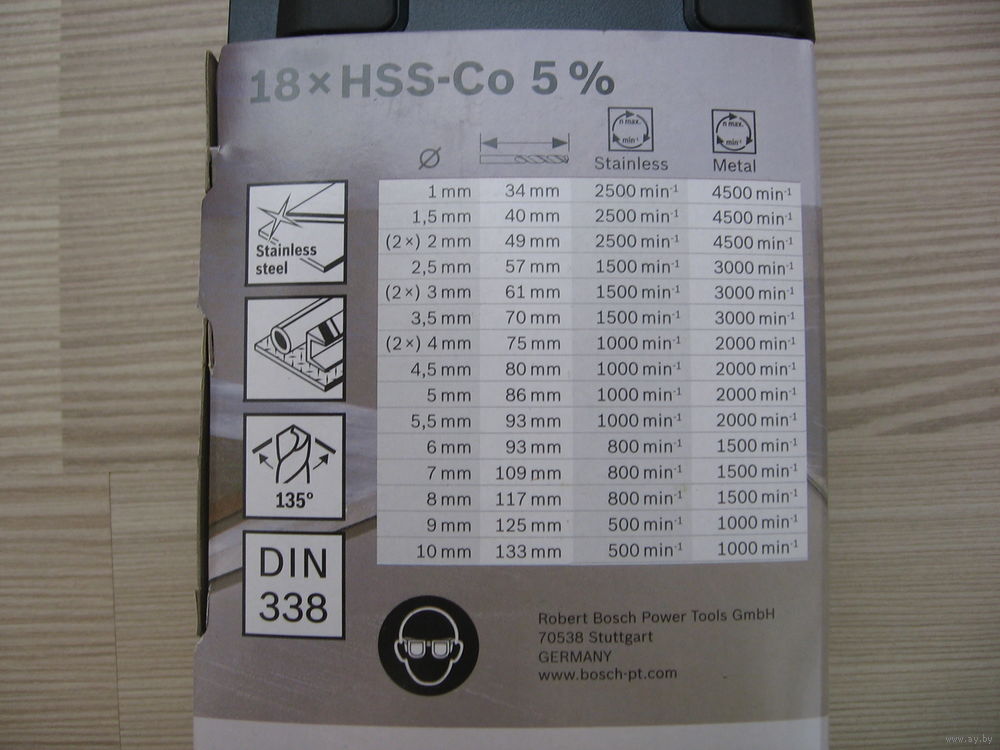 18 × HSS-Co 5 %
n max. min⁻¹ n max. min⁻¹
Ø Stainless Metal
1 mm 34 mm 2500 min⁻¹ 4500 min⁻¹
1,5 mm 40 mm 2500 min⁻¹ 4500 min⁻¹
(2×) 2 mm 49 mm 2500 min⁻¹ 4500 min⁻¹
2,5 mm 57 mm 1500 min⁻¹ 3000 min⁻¹
(2×) 3 mm 61 mm 1500 min⁻¹ 3000 min⁻¹
3,5 mm 70 mm 1500 min⁻¹ 3000 min⁻¹
(2×) 4 mm 75 mm 1000 min⁻¹ 2000 min⁻¹
4,5 mm 80 mm 1000 min⁻¹ 2000 min⁻¹
5 mm 86 mm 1000 min⁻¹ 2000 min⁻¹
5,5 mm 93 mm 1000 min⁻¹ 2000 min⁻¹
6 mm 93 mm 800 min⁻¹ 1500 min⁻¹
7 mm 109 mm 800 min⁻¹ 1500 min⁻¹
8 mm 117 mm 800 min⁻¹ 1500 min⁻¹
9 mm 125 mm 500 min⁻¹ 1000 min⁻¹
10 mm 133 mm 500 min⁻¹ 1000 min⁻¹
Stainless
steel
135°
DIN
338
Robert Bosch Power Tools GmbH
70538 Stuttgart
GERMANY
www.bosch-pt.com
www.ay.by